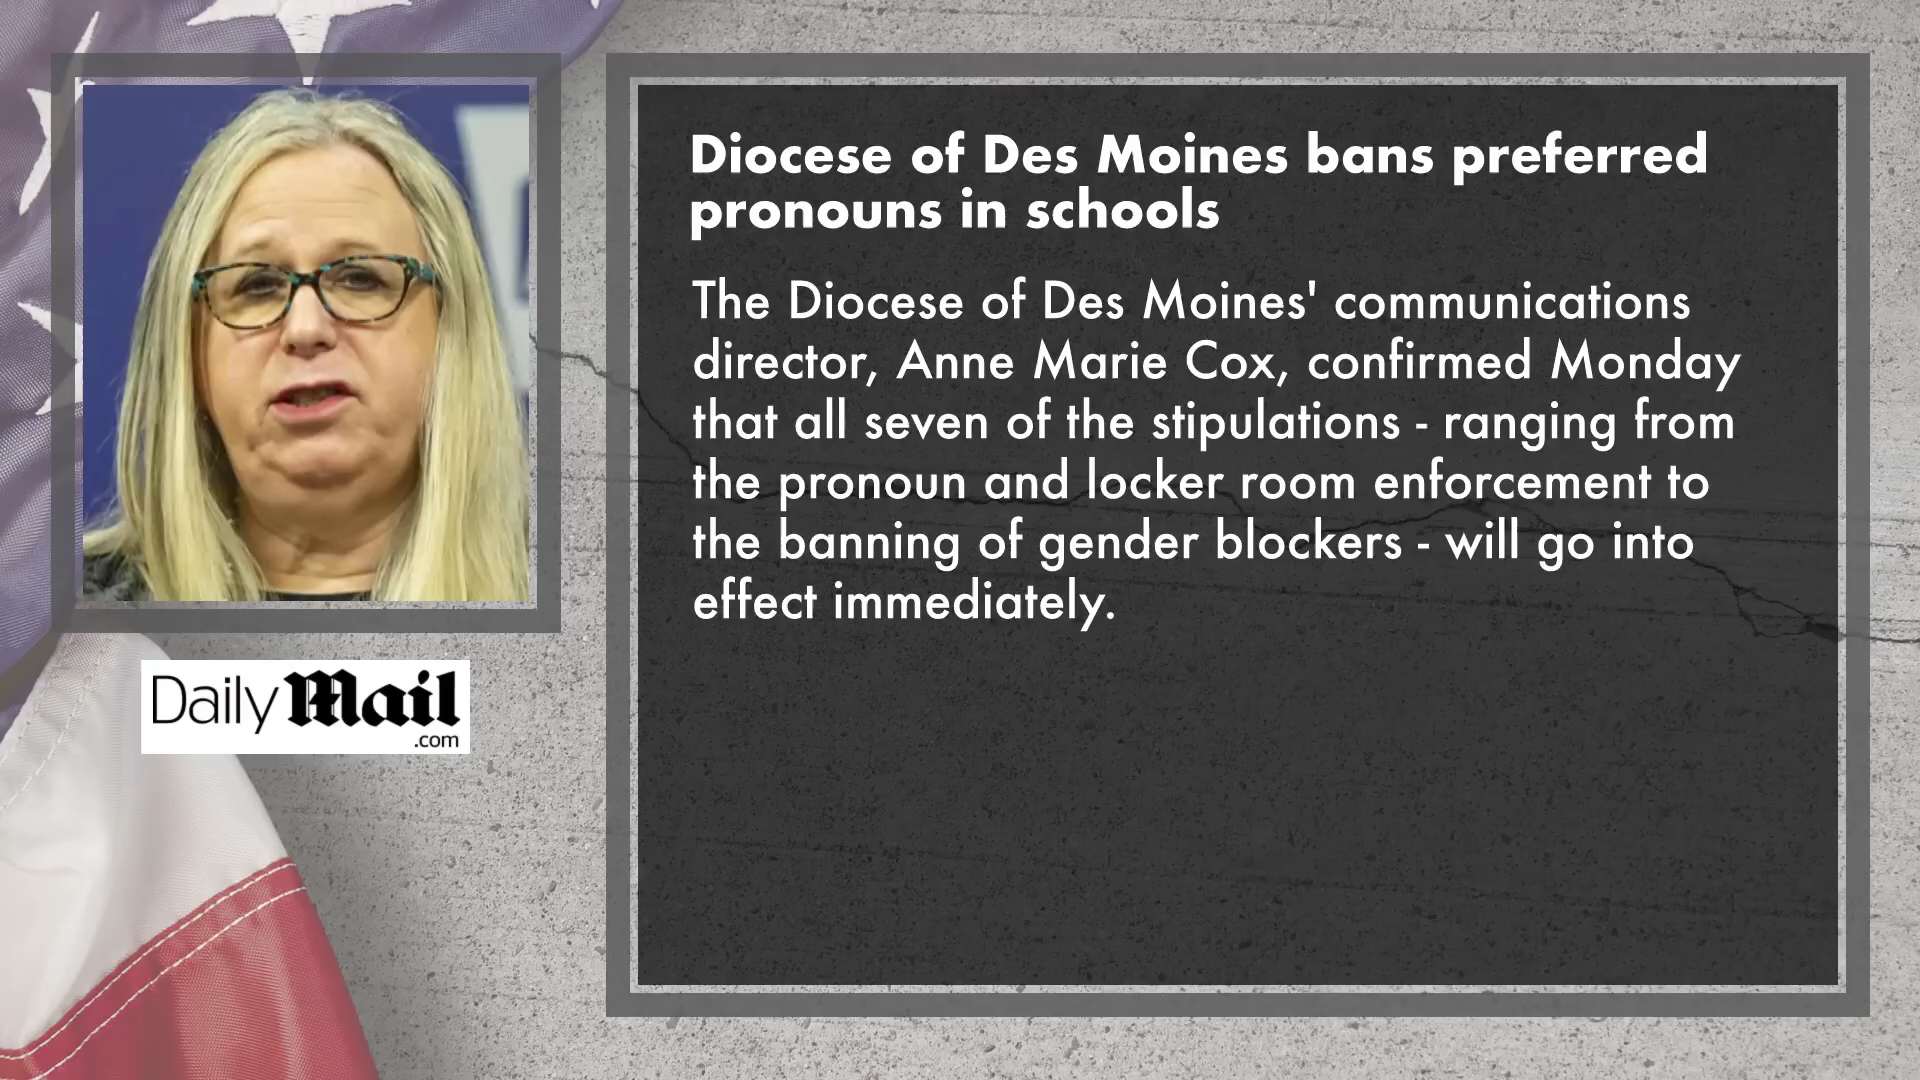 Diocese of Des Moines bans preferred
pronouns in schools
The Diocese of Des Moines' communications
director, Anne Marie Cox, confirmed Monday
that all seven of the stipulations - ranging from
the pronoun and locker room enforcement to
the banning of gender blockers - will go into
effect immediately.
Daily Mail
.com